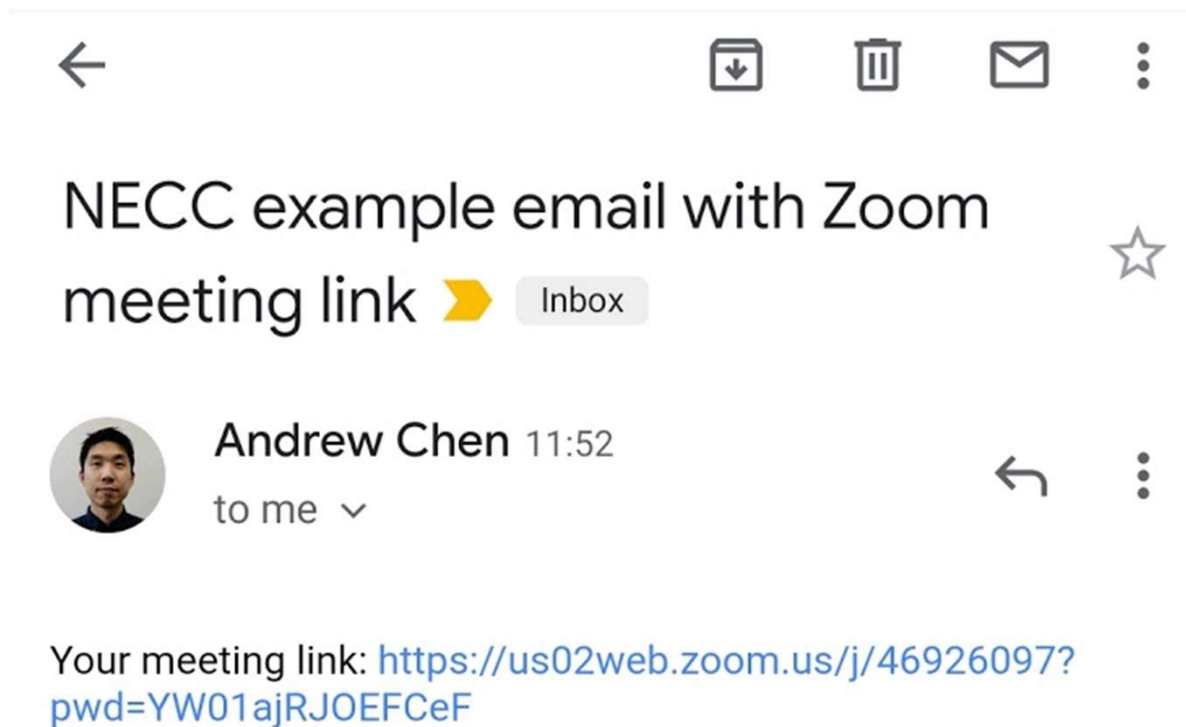 NECC example email with Zoom
meeting link Inbox
Andrew Chen 11:52
to me
Your meeting link: https://us02web.zoom.us/j/46926097?
pwd=YW01ajRJOEFCeF